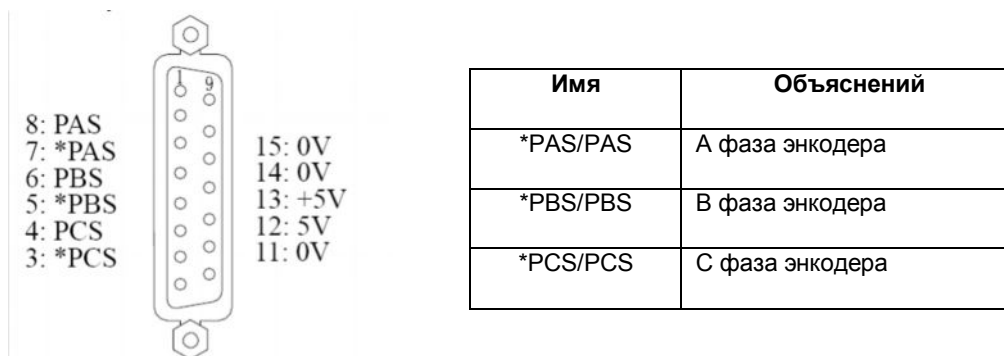 1
9
8: PAS
7: *PAS
6: PBS
5: *PBS
4: PCS
3: *PCS
15: 0V
14: 0V
13: +5V
12: 5V
11: 0V
Имя Объяснений
*PAS/PAS А фаза энкодера
*PBS/PBS В фаза энкодера
*PCS/PCS С фаза энкодера